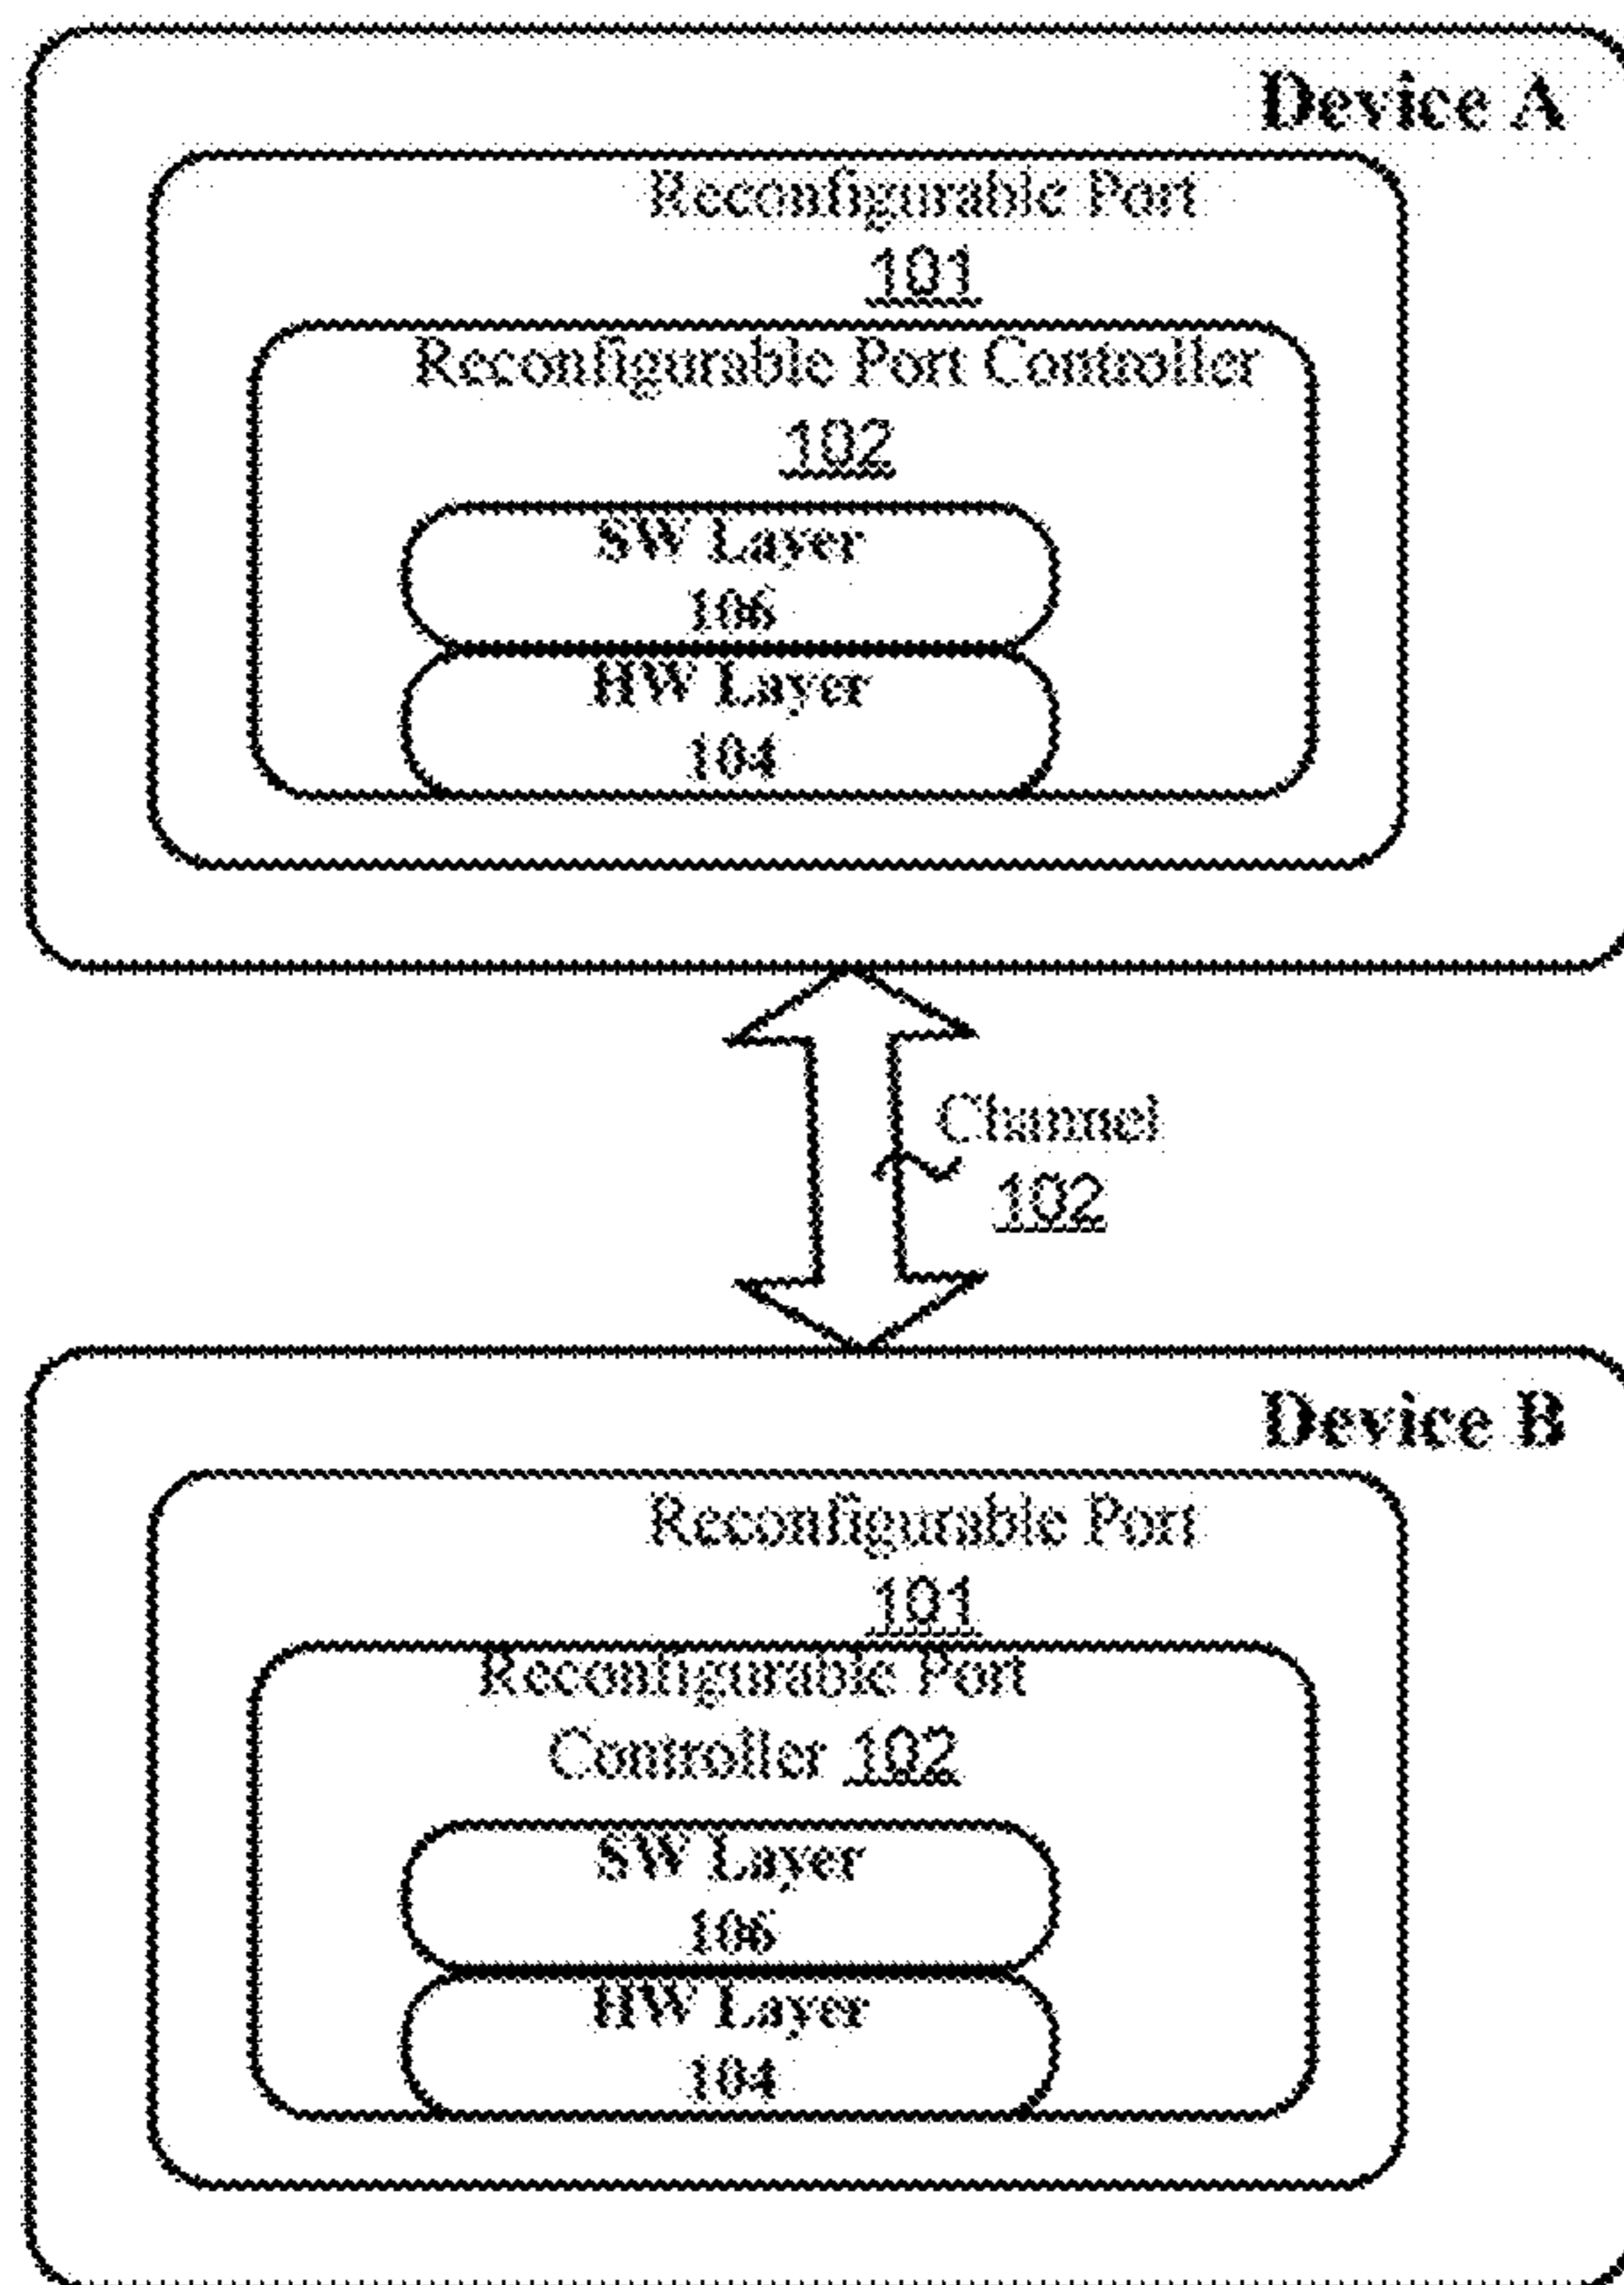 Device A
Reconfigurable Port
101
Reconfigurable Port Controller
102
SW Layer
106
HW Layer
104
Channel
102
Device B
Reconfigurable Port
101
Reconfigurable Port
Controller 102
SW Layer
106
HW Layer
104